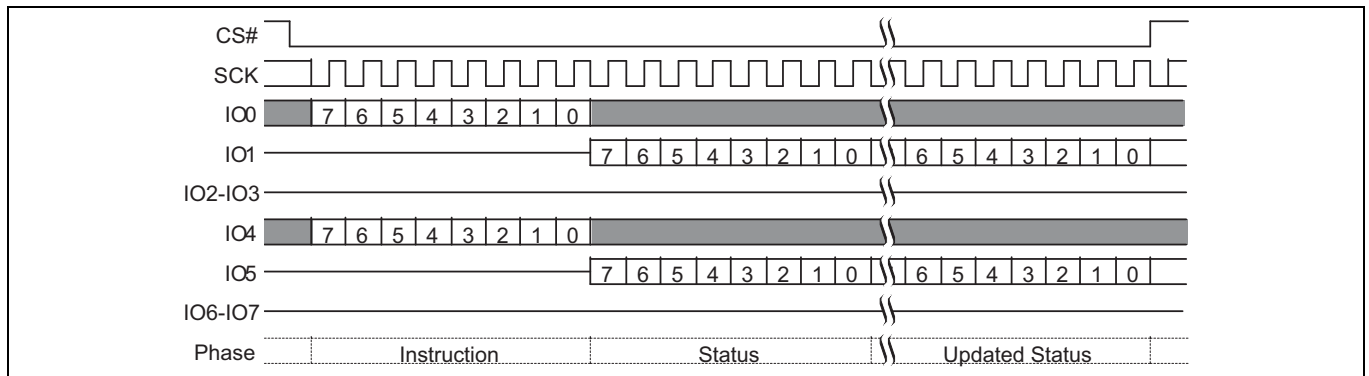 CS#
SCK
IO0 7 6 5 4 3 2 1 0
IO1 7 6 5 4 3 2 1 0 6 5 4 3 2 1 0
IO2-IO3
IO4 7 6 5 4 3 2 1 0
IO5 7 6 5 4 3 2 1 0 6 5 4 3 2 1 0
IO6-IO7
Phase Instruction Status Updated Status